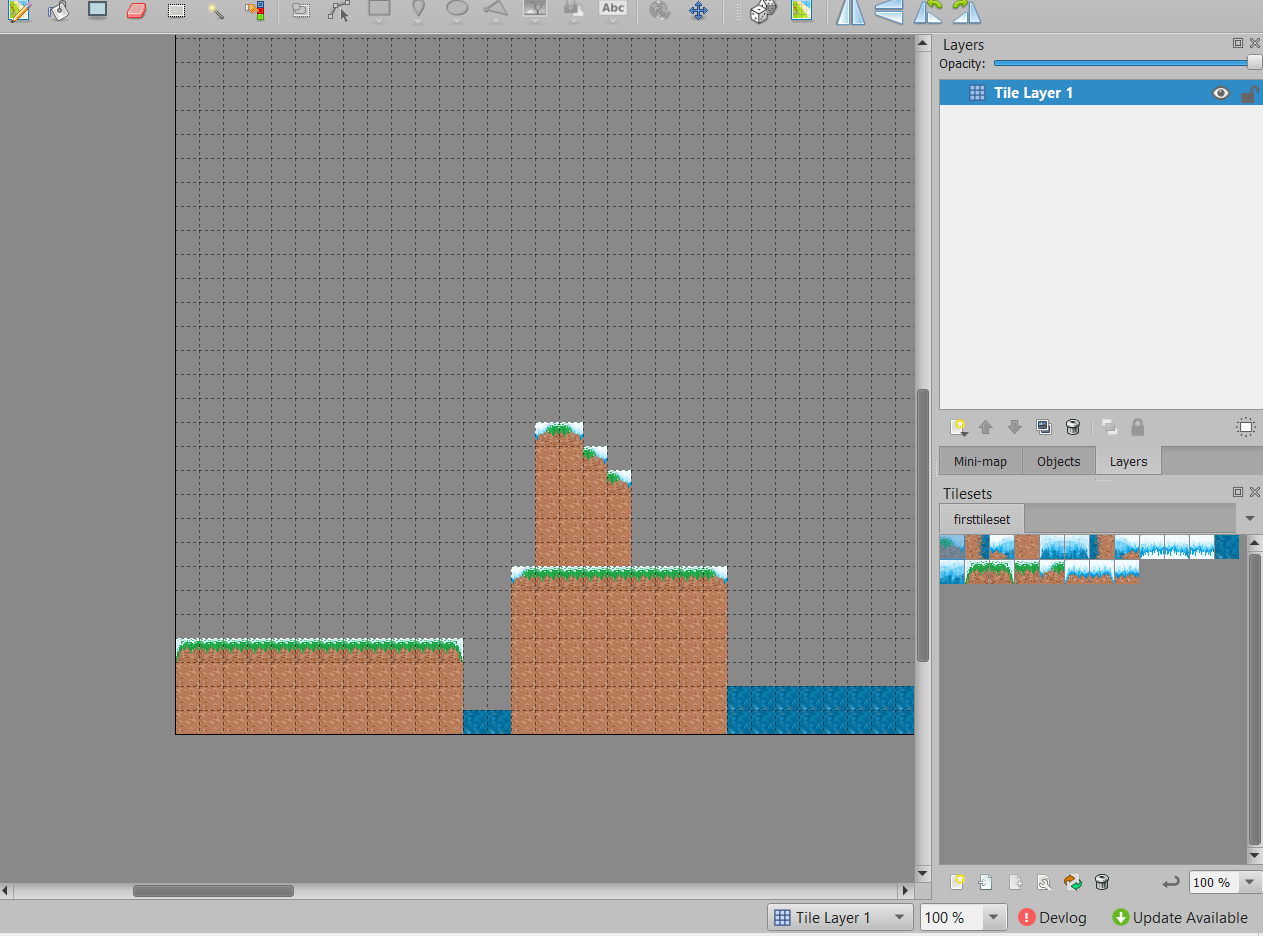 Abc
Layers
Opacity:
Tile Layer 1
Mini-map
Objects
Layers
Tilesets
firsttileset
100 %
Tile Layer 1
100 %
Devlog
Update Available